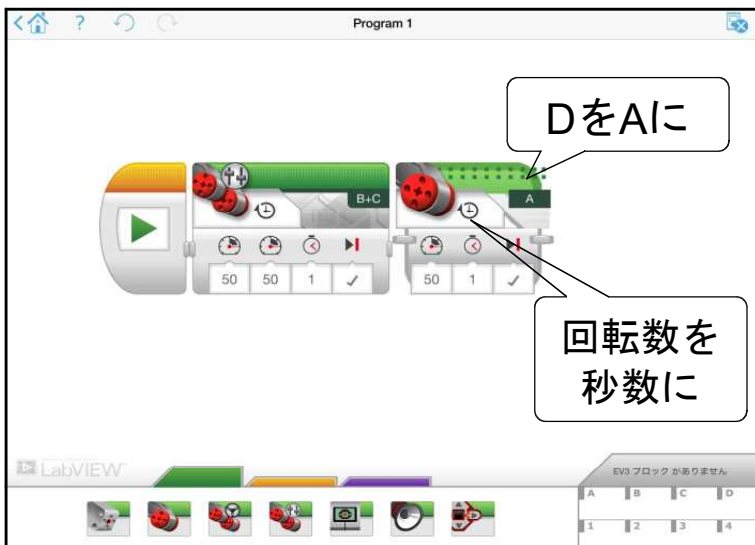 ?
Program 1
DをAに
B+C
A
50 50 1
50 1
回転数を
秒数に
LabVIEW
EV3 ブロック がありません
A B C D
1 2 3 4